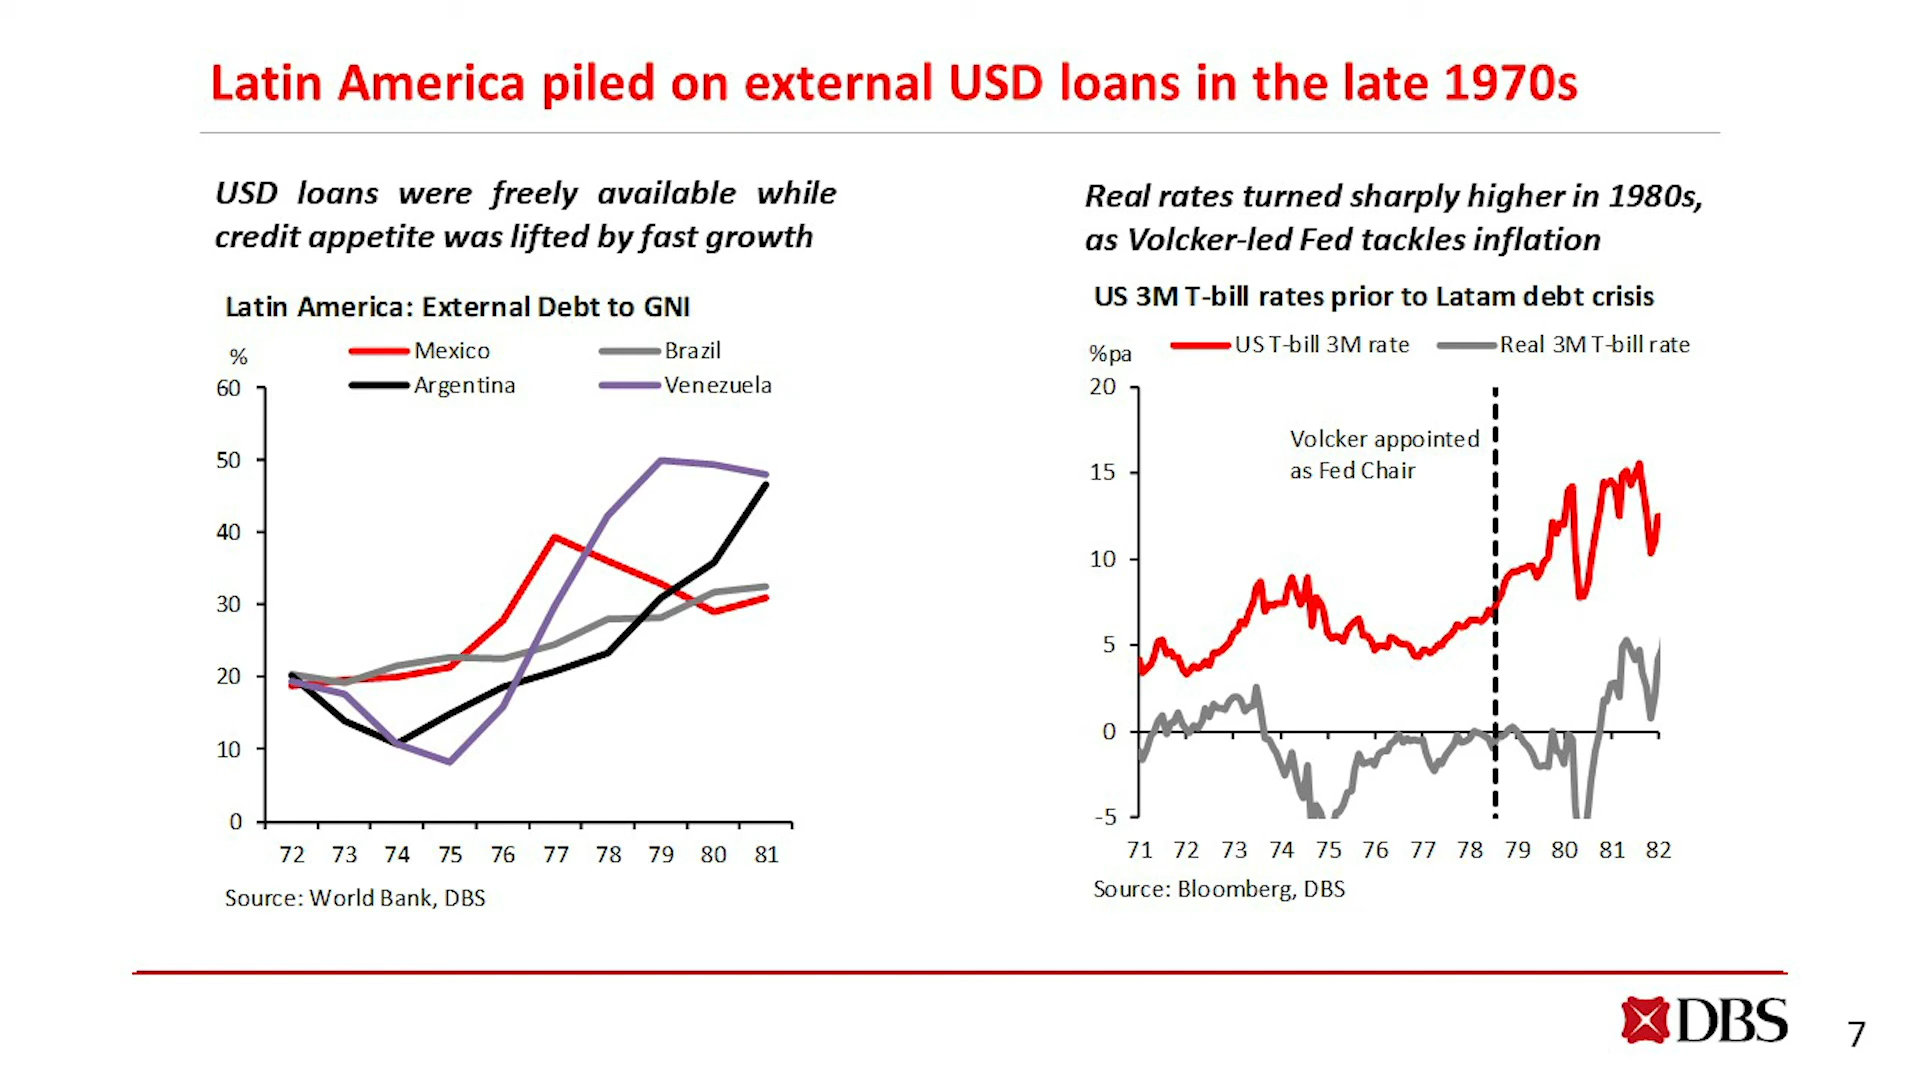 Latin America piled on external USD loans in the late 1970s
USD loans were freely available while
credit appetite was lifted by fast growth
Latin America: External Debt to GNI
%
Mexico
Brazil
Argentina
Venezuela
60
50
40
30
20
10
0
72 73 74 75 76 77 78 79 80 81
Source: World Bank, DBS
Real rates turned sharply higher in 1980s,
as Volcker-led Fed tackles inflation
US 3M T-bill rates prior to Latam debt crisis
%pa
US T-bill 3M rate
Real 3M T-bill rate
20
15
10
5
0
-5
Volcker appointed
as Fed Chair
71 72 73 74 75 76 77 78 79 80 81 82
Source: Bloomberg, DBS
DBS
7